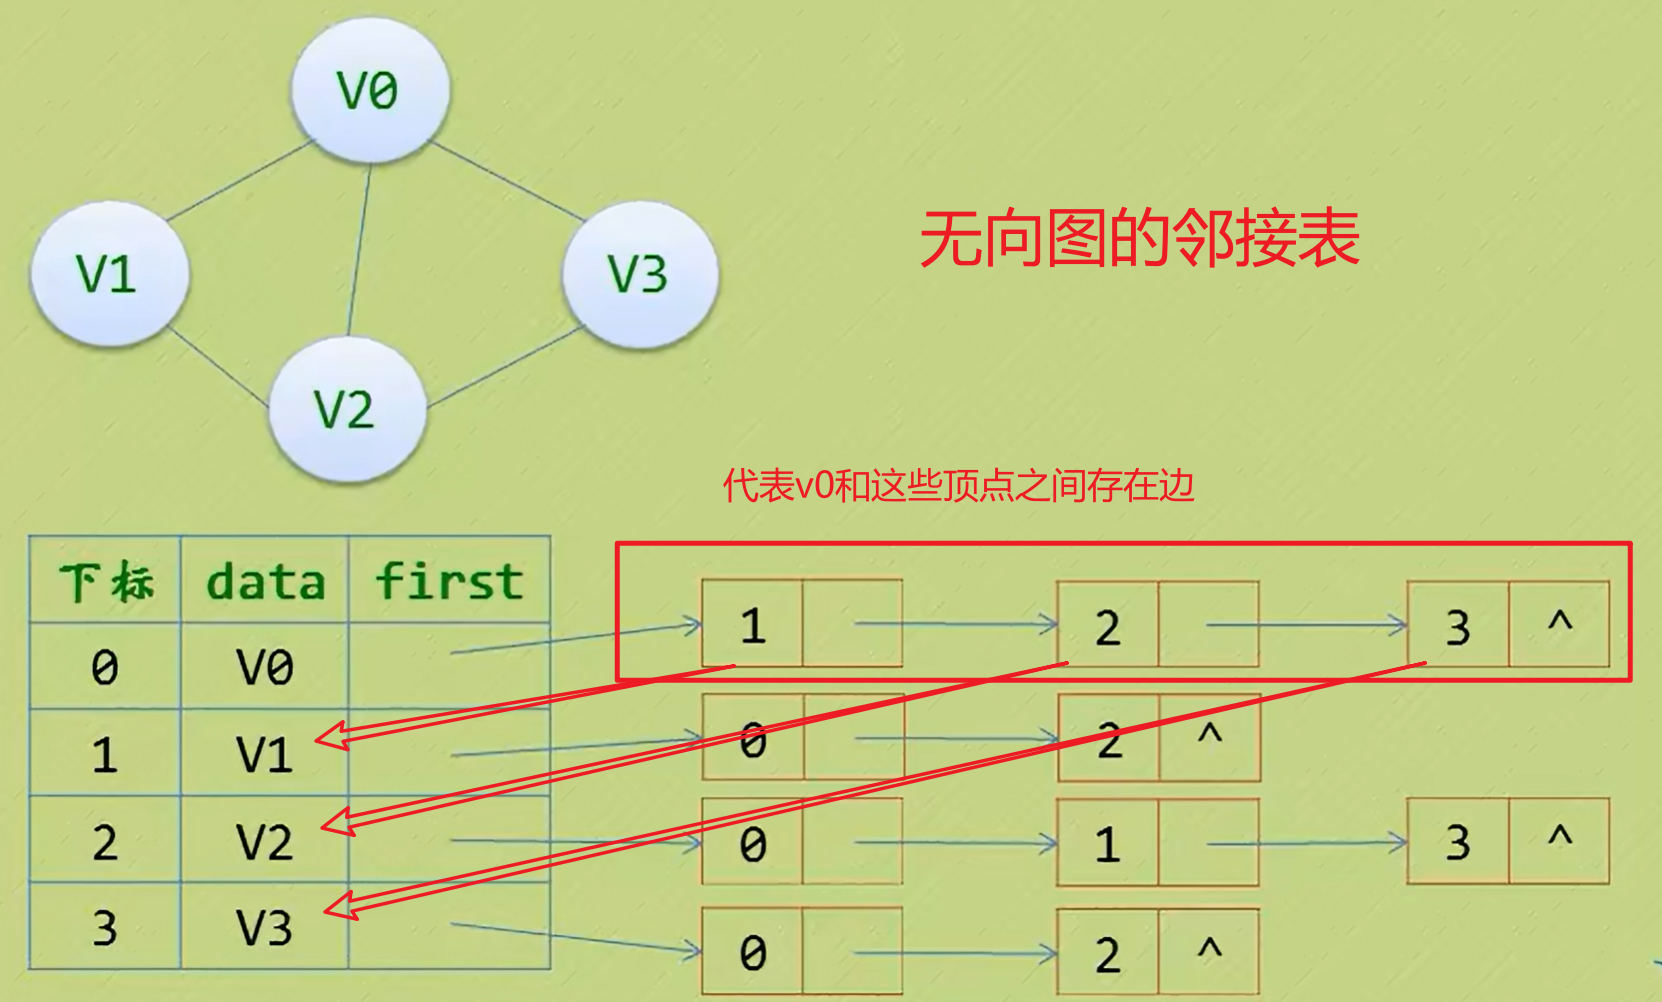 V0
无向图的邻接表
V1
V3
V2
代表v0和这些顶点之间存在边
下标 data first
0 V0 1 2 3 ^
1 V1 0 2 ^
2 V2 0 1 3 ^
3 V3 0 2 ^